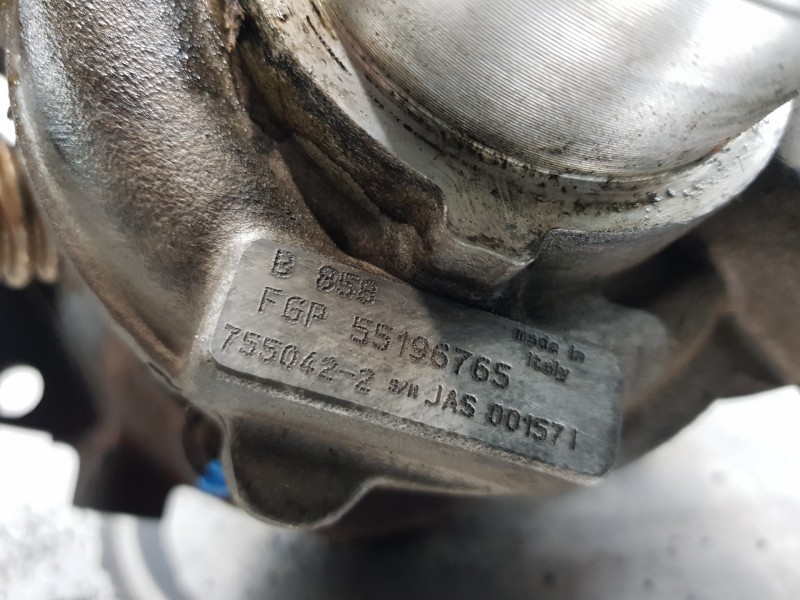 B 858
FGP 55196765 made in Italy
755042-2 s/n JAS 001571